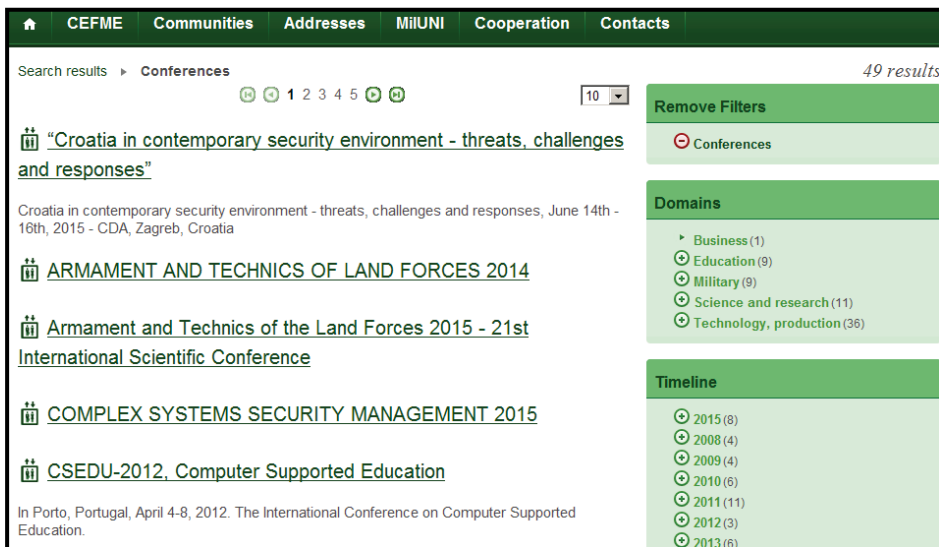 CEFME Communities Addresses MilUNI Cooperation Contacts
Search results Conferences
49 results
1 2 3 4 5
10
“Croatia in contemporary security environment - threats, challenges
and responses”
Croatia in contemporary security environment - threats, challenges and responses, June 14th -
16th, 2015 - CDA, Zagreb, Croatia
ARMAMENT AND TECHNICS OF LAND FORCES 2014
Armament and Technics of the Land Forces 2015 - 21st
International Scientific Conference
COMPLEX SYSTEMS SECURITY MANAGEMENT 2015
CSEDU-2012, Computer Supported Education
In Porto, Portugal, April 4-8, 2012. The International Conference on Computer Supported
Education.
Remove Filters
Conferences
Domains
Business (1)
Education (9)
Military (9)
Science and research (11)
Technology, production (36)
Timeline
2015 (8)
2008 (4)
2009 (4)
2010 (6)
2011 (11)
2012 (3)
2013 (6)